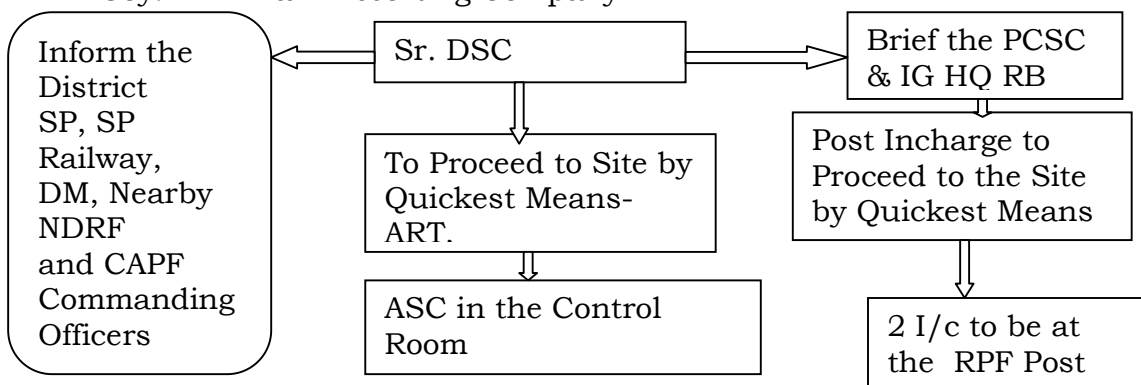 Inform the
District
SP, SP
Railway,
DM, Nearby
NDRF
and CAPF
Commanding
Officers
Sr. DSC
To Proceed to Site by
Quickest Means-
ART.
ASC in the Control
Room
Brief the PCSC
& IG HQ RB
Post Incharge to
Proceed to the Site
by Quickest Means
2 I/c to be at
the RPF Post